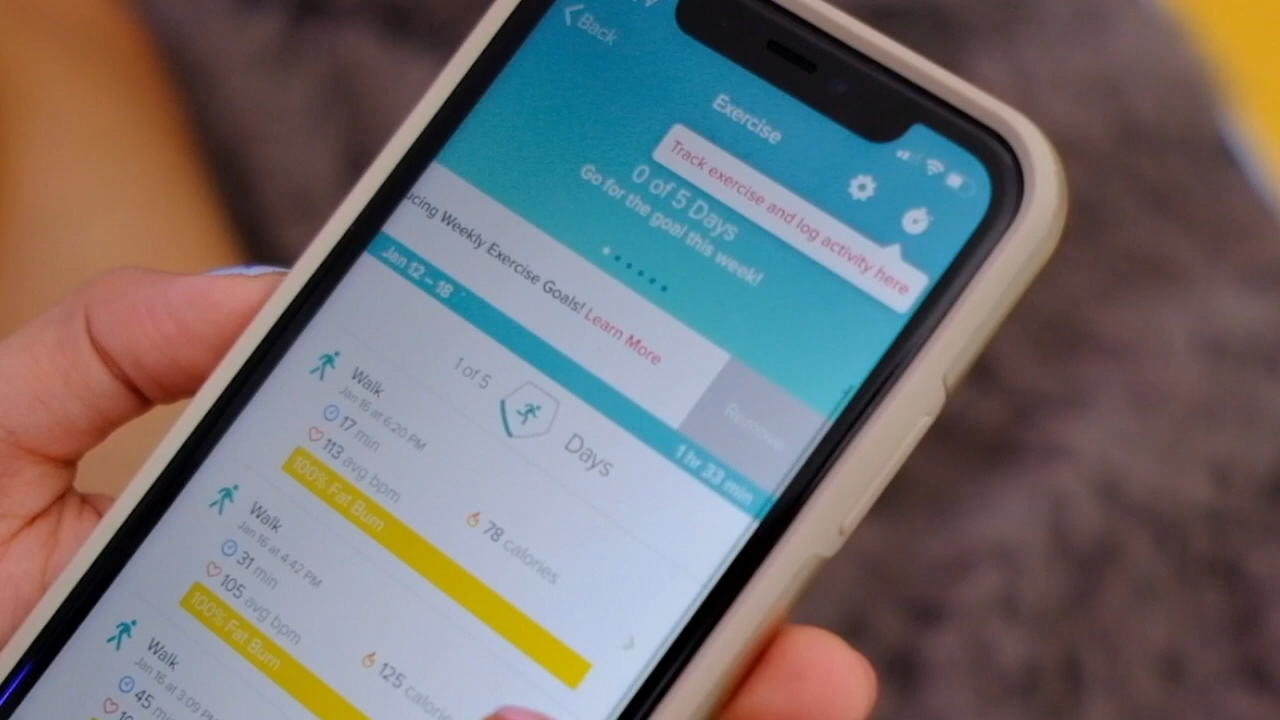 Back
Exercise
Track exercise and log activity here
0 of 5 Days
Go for the goal this week!
Weekly Exercise Goals! Learn More
Remove
Jan 12 – 18
1 hr 33 min
1 of 5
Days
Walk
Jan 16 at 6:20 PM
17 min
113 avg bpm
78 calories
100% Fat Burn
Walk
Jan 16 at 4:42 PM
31 min
105 avg bpm
125 calories
100% Fat Burn
Walk
Jan 16 at 3:09 PM
45 min